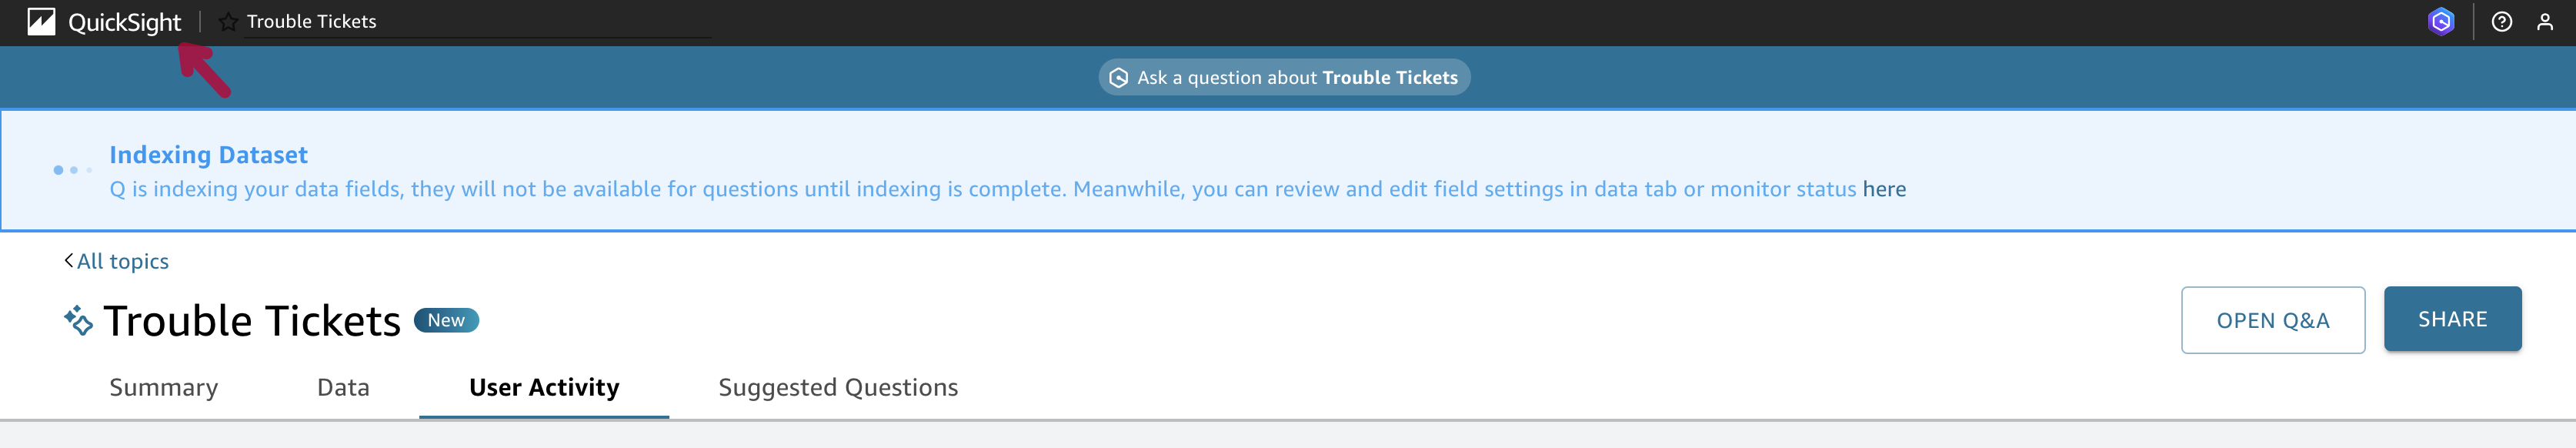 QuickSight
Trouble Tickets
Ask a question about Trouble Tickets
Indexing Dataset
Q is indexing your data fields, they will not be available for questions until indexing is complete. Meanwhile, you can review and edit field settings in data tab or monitor status here
All topics
Trouble Tickets New
OPEN Q&A
SHARE
Summary Data User Activity Suggested Questions